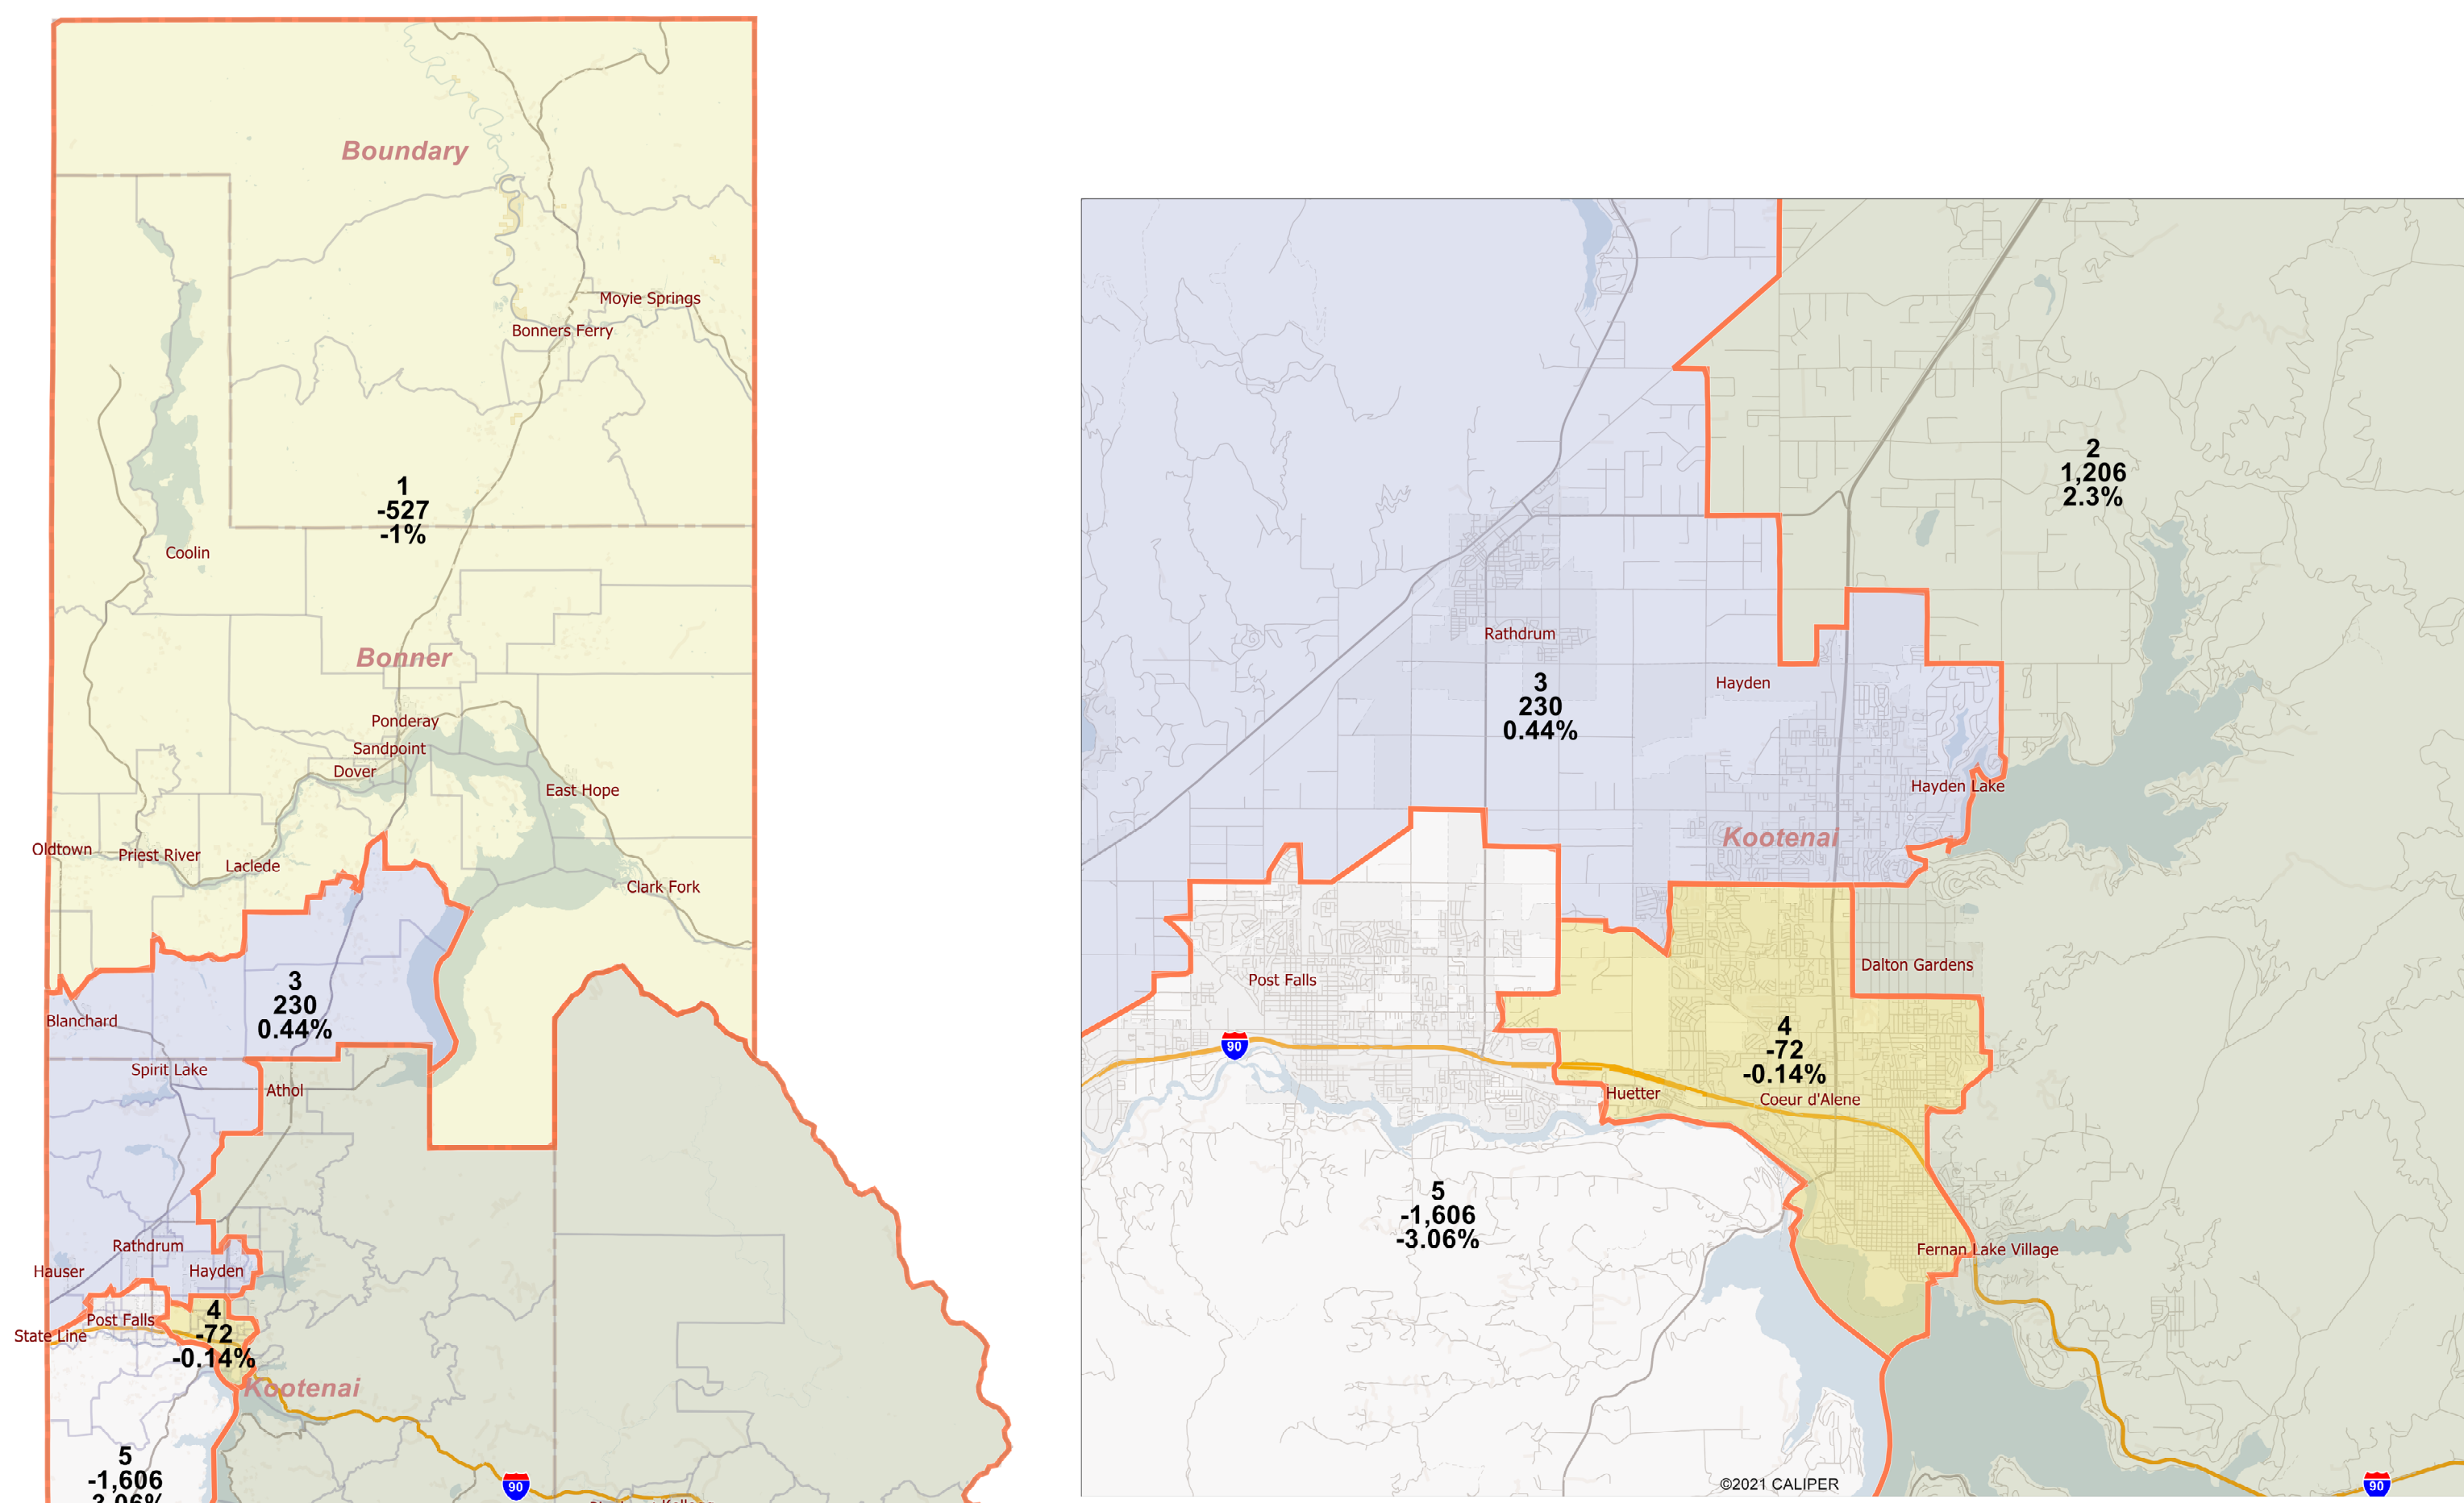 Boundary
Moyie Springs
Bonners Ferry
1
-527
-1%
Coolin
Bonner
Ponderay
Sandpoint
Dover
East Hope
Oldtown
Priest River
Laclede
Clark Fork
3
230
0.44%
Blanchard
Spirit Lake
Athol
Rathdrum
Hauser
Hayden
Post Falls
State Line
4
-72
-0.14%
Kootenai
5
-1,606
-3.06%
90
2
1,206
2.3%
Rathdrum
3
230
0.44%
Hayden
Hayden Lake
Kootenai
Post Falls
Dalton Gardens
90
4
-72
-0.14%
Huetter
Coeur d'Alene
5
-1,606
-3.06%
Fernan Lake Village
©2021 CALIPER
90